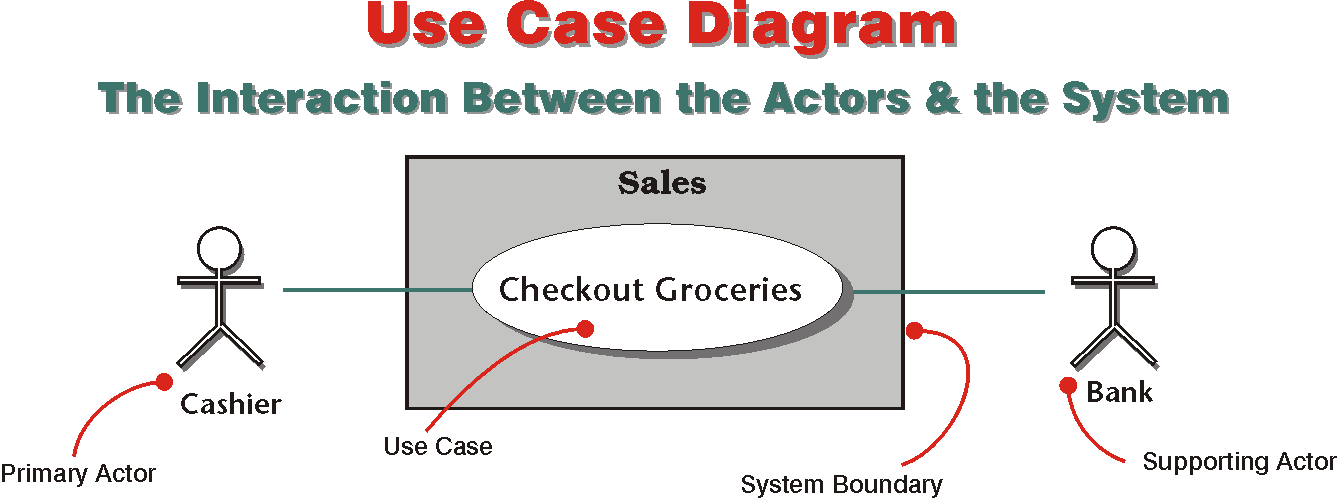 Use Case Diagram
The Interaction Between the Actors & the System
Sales
Checkout Groceries
Cashier
Bank
Primary Actor
Use Case
System Boundary
Supporting Actor